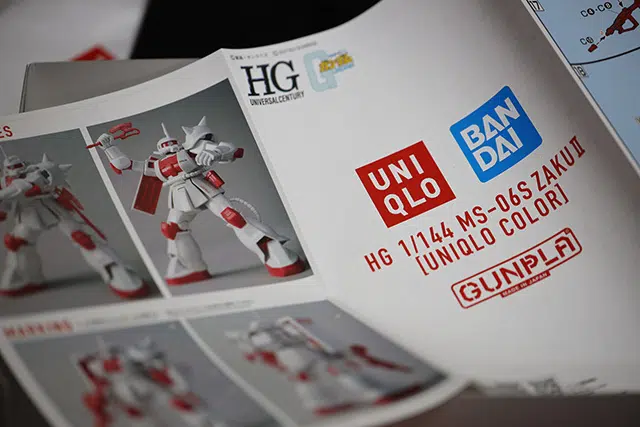 HG
UNIVERSAL CENTURY
UNI
QLO
BAN
DAI
HG 1/144 MS-06S ZAKU II
[UNIQLO COLOR]
GUNPLA
MADE IN JAPAN
MARKING